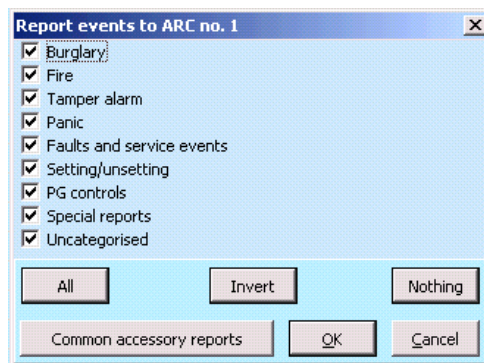 Report events to ARC no. 1
Burglary
Fire
Tamper alarm
Panic
Faults and service events
Setting/unsetting
PG controls
Special reports
Uncategorised
All Invert Nothing
Common accessory reports OK Cancel